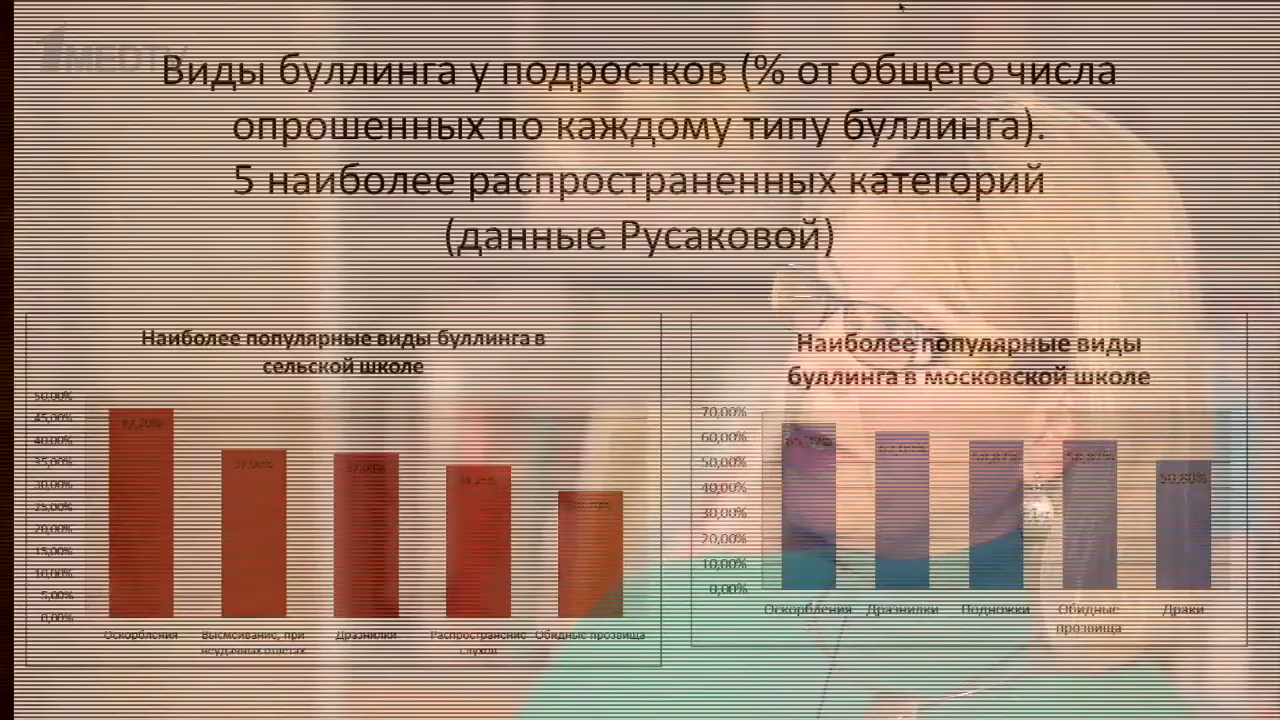 1MEDTV
Виды буллинга у подростков (% от общего числа
опрошенных по каждому типу буллинга).
5 наиболее распространенных категорий
(данные Русаковой)
Наиболее популярные виды буллинга в
сельской школе
50,00%
45,00%
40,00%
35,00%
30,00%
25,00%
20,00%
15,00%
10,00%
5,00%
0,00%
Оскорбления
Высмеивание, при
неудачных ответах
Дразнилки
Распространение
слухов
Обидные прозвища
Наиболее популярные виды
буллинга в московской школе
70,00%
60,00%
50,00%
40,00%
30,00%
20,00%
10,00%
0,00%
58,87%
50,80%
Оскорбления
Дразнилки
Подножки
Обидные
прозвища
Драки